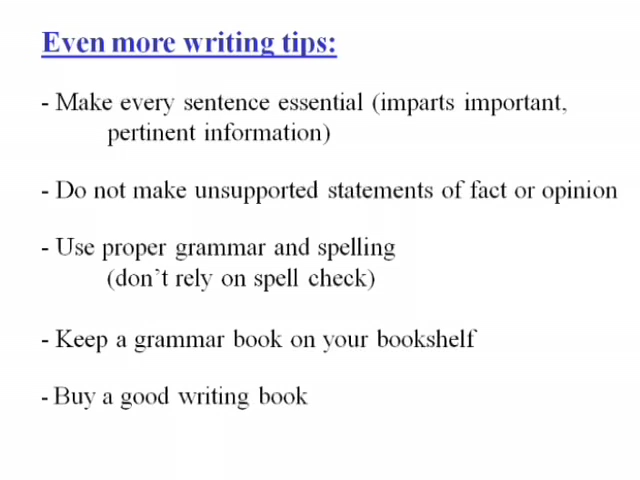 Even more writing tips:
- Make every sentence essential (imparts important,
pertinent information)
- Do not make unsupported statements of fact or opinion
- Use proper grammar and spelling
(don't rely on spell check)
- Keep a grammar book on your bookshelf
- Buy a good writing book